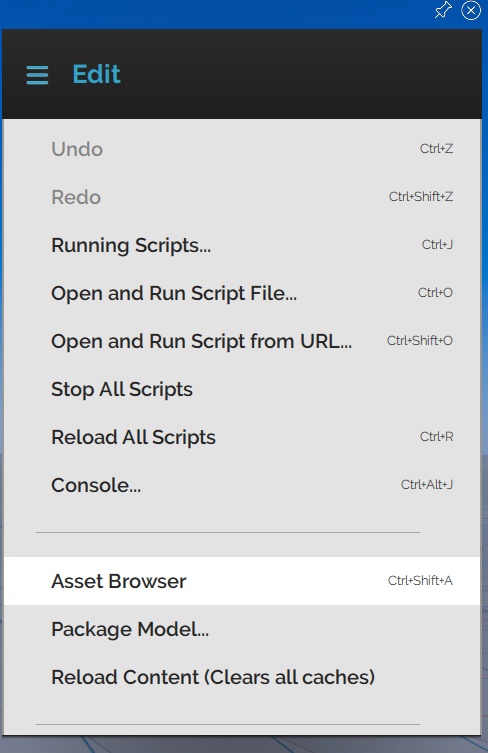 Edit
Undo Ctrl+Z
Redo Ctrl+Shift+Z
Running Scripts... Ctrl+J
Open and Run Script File... Ctrl+O
Open and Run Script from URL... Ctrl+Shift+O
Stop All Scripts
Reload All Scripts Ctrl+R
Console... Ctrl+Alt+J
Asset Browser Ctrl+Shift+A
Package Model...
Reload Content (Clears all caches)